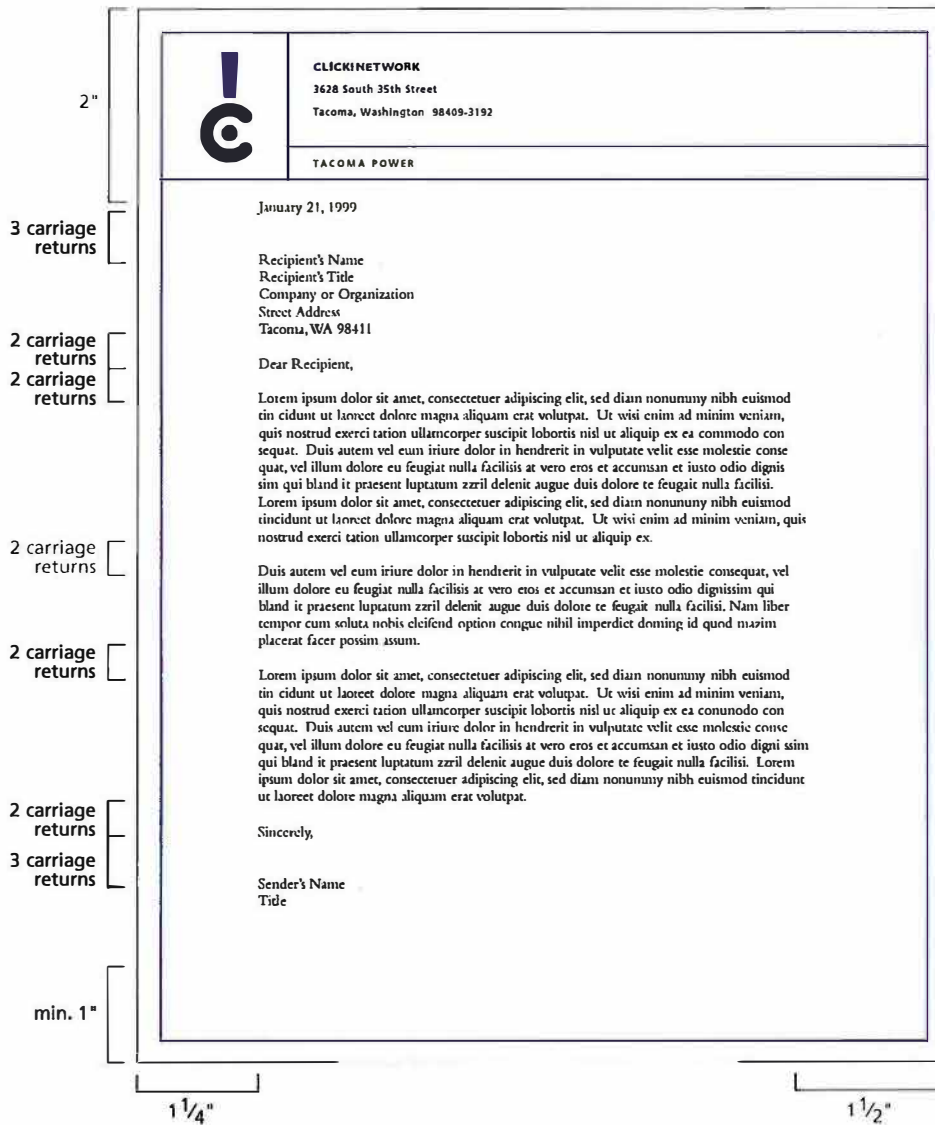 2"
CLICK!NETWORK
3628 South 35th Street
Tacoma, Washington 98409-3192
TACOMA POWER
January 21, 1999
3 carriage
returns
Recipient's Name
Recipient's Title
Company or Organization
Street Address
Tacoma, WA 98411
2 carriage
returns
Dear Recipient,
2 carriage
returns
Lorem ipsum dolor sit amet, consectetuer adipiscing elit, sed diam nonummy nibh euismod
tin cidunt ut laoreet dolore magna aliquam erat volutpat. Ut wisi enim ad minim veniam,
quis nostrud exerci tation ullamcorper suscipit lobortis nisl ut aliquip ex ea commodo con
sequat. Duis autem vel eum iriure dolor in hendrerit in vulputate velit esse molestie conse
quat, vel illum dolore eu feugiat nulla facilisis at vero eros et accumsan et iusto odio dignis
sim qui bland it praesent luptatum zzril delenit augue duis dolore te feugait nulla facilisi.
Lorem ipsum dolor sit amet, consectetuer adipiscing elit, sed diam nonummy nibh euismod
tincidunt ut laoreet dolore magna aliquam erat volutpat. Ut wisi enim ad minim veniam, quis
nostrud exerci tation ullamcorper suscipit lobortis nisl ut aliquip ex.
2 carriage
returns
Duis autem vel eum iriure dolor in hendrerit in vulputate velit esse molestie consequat, vel
illum dolore eu feugiat nulla facilisis at vero eros et accumsan et iusto odio dignissim qui
bland it praesent luptatum zzril delenit augue duis dolore te feugait nulla facilisi. Nam liber
tempor cum soluta nobis eleifend option congue nihil imperdiet doming id quod mazim
placerat facer possim assum.
2 carriage
returns
Lorem ipsum dolor sit amet, consectetuer adipiscing elit, sed diam nonummy nibh euismod
tin cidunt ut laoreet dolore magna aliquam erat volutpat. Ut wisi enim ad minim veniam,
quis nostrud exerci tation ullamcorper suscipit lobortis nisl ut aliquip ex ea commodo con
sequat. Duis autem vel eum iriure dolor in hendrerit in vulputate velit esse molestie conse
quat, vel illum dolore eu feugiat nulla facilisis at vero eros et accumsan et iusto odio digni ssim
qui bland it praesent luptatum zzril delenit augue duis dolore te feugait nulla facilisi. Lorem
ipsum dolor sit amet, consectetuer adipiscing elit, sed diam nonummy nibh euismod tincidunt
ut laoreet dolore magna aliquam erat volutpat.
2 carriage
returns
Sincerely,
3 carriage
returns
Sender's Name
Title
min. 1"
1 1/4"
1 1/2"